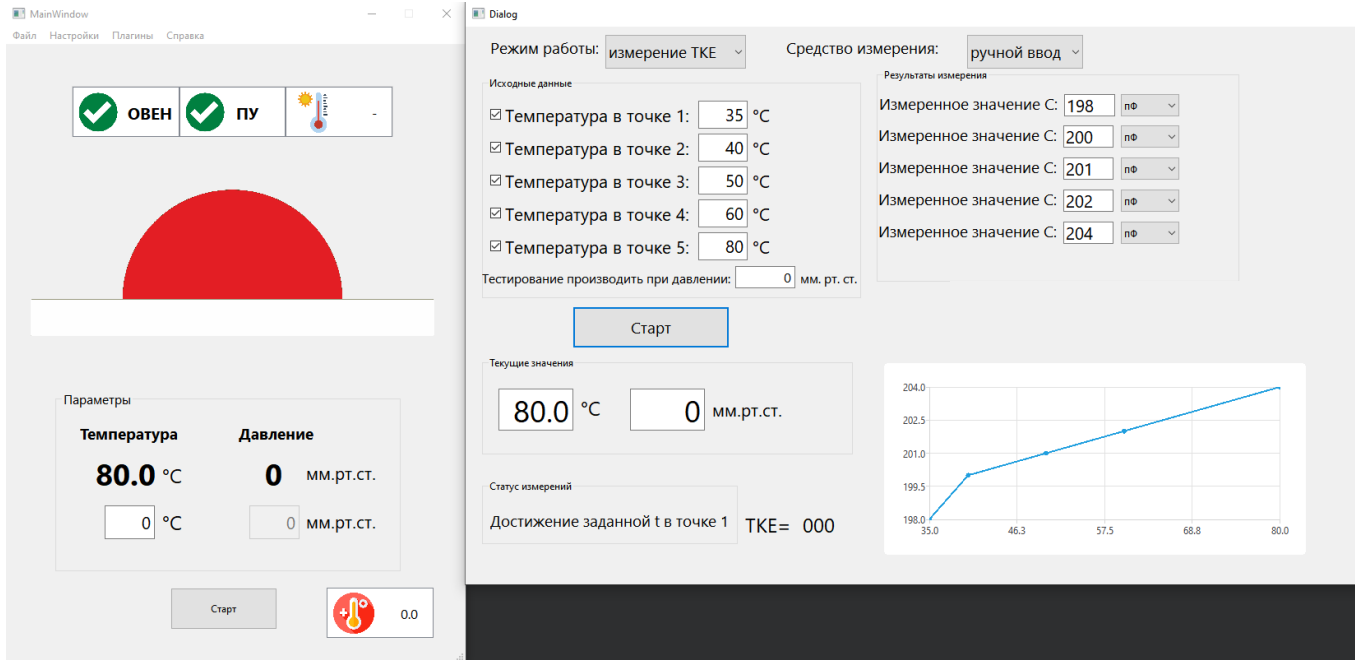 MainWindow
Файл Настройки Плагины Справка
ОВЕН ПУ -
Параметры
Температура Давление
80.0 °C 0 мм.рт.ст.
0 °C 0 мм.рт.ст.
Старт 0.0
Dialog
Режим работы: измерение ТКЕ Средство измерения: ручной ввод
Исходные данные
Температура в точке 1: 35 °C
Температура в точке 2: 40 °C
Температура в точке 3: 50 °C
Температура в точке 4: 60 °C
Температура в точке 5: 80 °C
Тестирование производить при давлении: 0 мм. рт. ст.
Результаты измерения
Измеренное значение С: 198 пФ
Измеренное значение С: 200 пФ
Измеренное значение С: 201 пФ
Измеренное значение С: 202 пФ
Измеренное значение С: 204 пФ
Старт
Текущие значения
80.0 °C 0 мм.рт.ст.
Статус измерений
Достижение заданной t в точке 1 TKE= 000
204.0
202.5
201.0
199.5
198.0
35.0 46.3 57.5 68.8 80.0